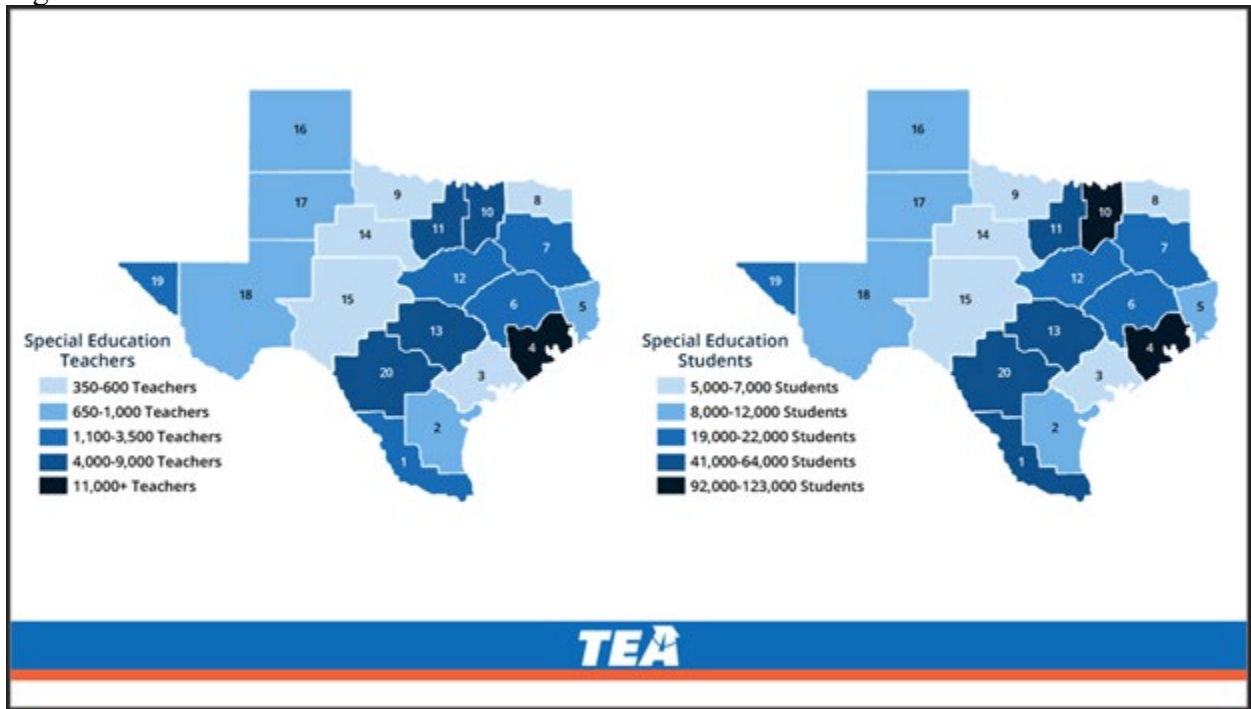 16
17
9
8
10
11
14
7
12
19
18
15
6
5
13
4
20
3
2
1
Special Education
Teachers
350-600 Teachers
650-1,000 Teachers
1,100-3,500 Teachers
4,000-9,000 Teachers
11,000+ Teachers
16
17
9
8
10
11
14
7
12
19
18
15
6
5
13
4
20
3
2
1
Special Education
Students
5,000-7,000 Students
8,000-12,000 Students
19,000-22,000 Students
41,000-64,000 Students
92,000-123,000 Students
TEA